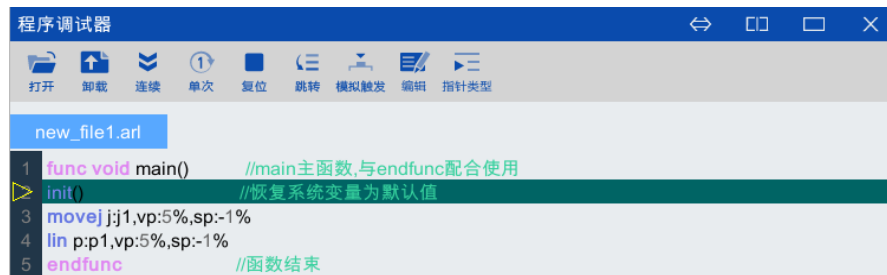 程序调试器
打开 卸载 连续 单次 复位 跳转 模拟触发 编辑 指针类型
new_file1.arl
1 func void main() //main主函数,与endfunc配合使用
2 init() //恢复系统变量为默认值
3 movej j:j1,vp:5%,sp:-1%
4 lin p:p1,vp:5%,sp:-1%
5 endfunc //函数结束